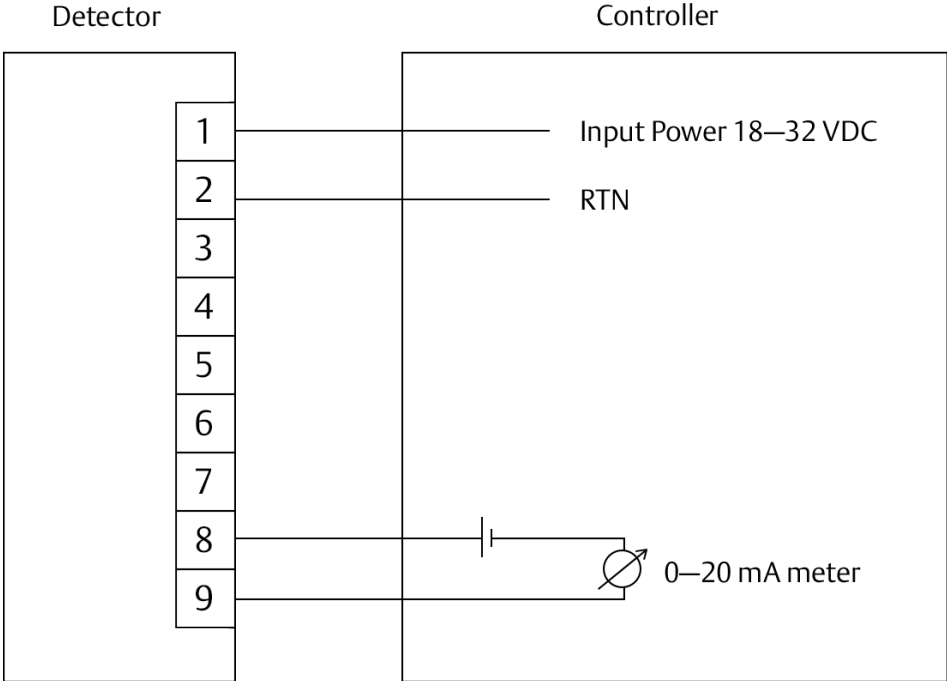 Detector
Controller
1
Input Power 18—32 VDC
2
RTN
3
4
5
6
7
8
0—20 mA meter
9